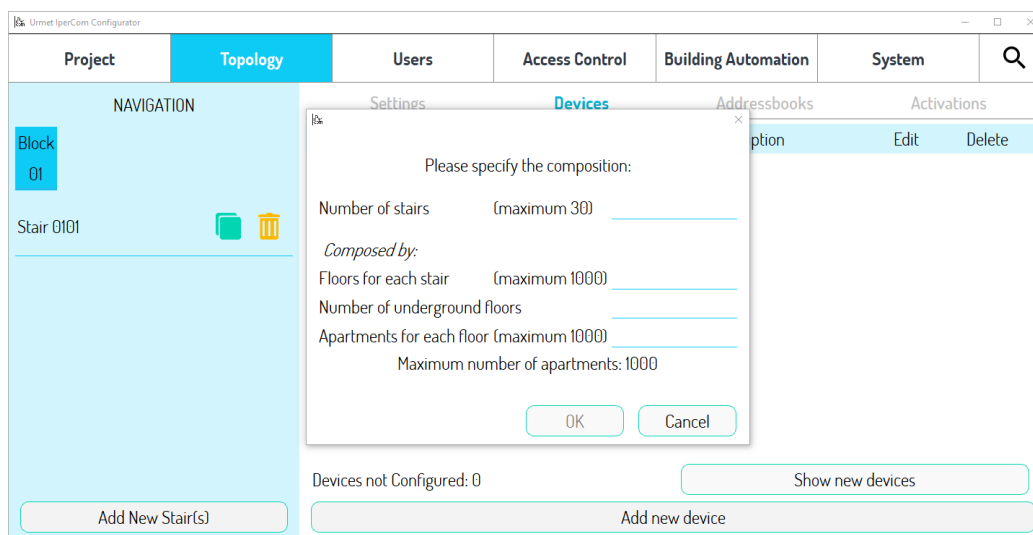 Urmet IperCom Configurator
Project Topology Users Access Control Building Automation System
NAVIGATION
Settings Devices Addressbooks Activations
Block
01
ption Edit Delete
Please specify the composition:
Stair 0101
Number of stairs (maximum 30)
Composed by:
Floors for each stair (maximum 1000)
Number of underground floors
Apartments for each floor (maximum 1000)
Maximum number of apartments: 1000
OK Cancel
Devices not Configured: 0 Show new devices
Add New Stair(s) Add new device